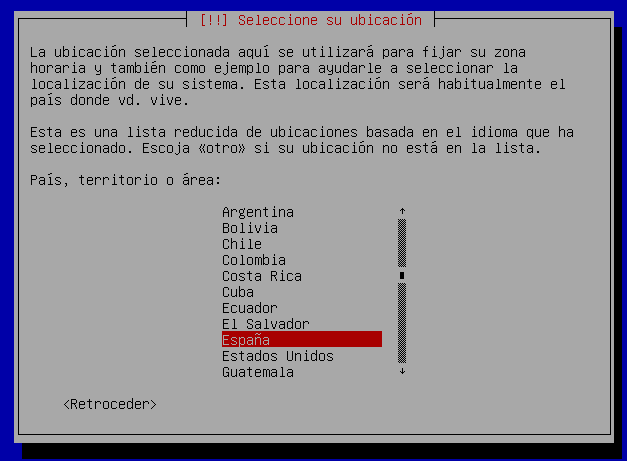 [!!] Seleccione su ubicación
La ubicación seleccionada aquí se utilizará para fijar su zona
horaria y también como ejemplo para ayudarle a seleccionar la
localización de su sistema. Esta localización será habitualmente el
país donde vd. vive.
Esta es una lista reducida de ubicaciones basada en el idioma que ha
seleccionado. Escoja «otro» si su ubicación no está en la lista.
País, territorio o área:
Argentina
Bolivia
Chile
Colombia
Costa Rica
Cuba
Ecuador
El Salvador
España
Estados Unidos
Guatemala
<Retroceder>